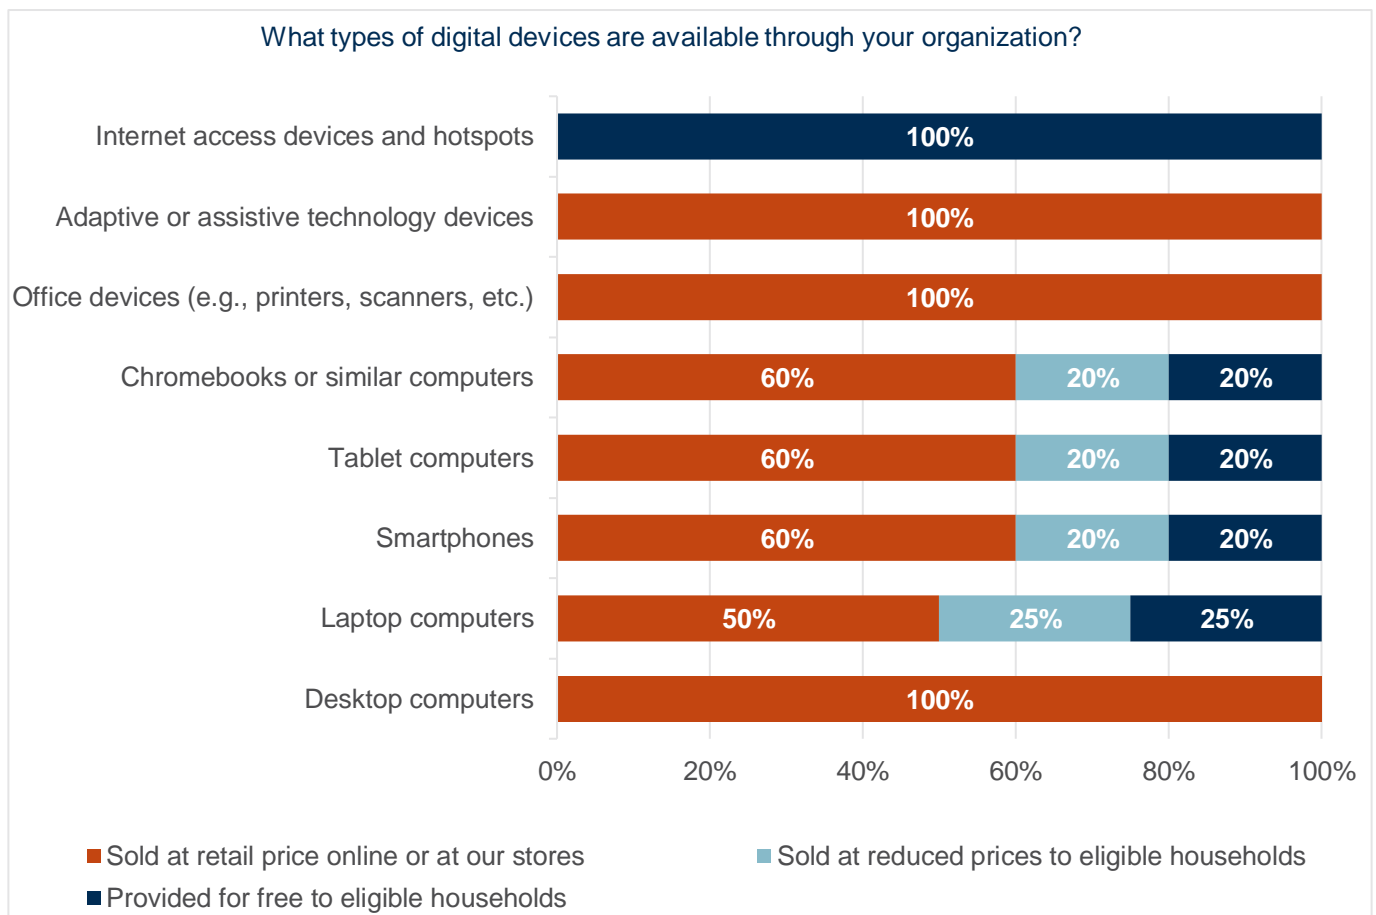 What types of digital devices are available through your organization?
Internet access devices and hotspots
100%
Adaptive or assistive technology devices
100%
Office devices (e.g., printers, scanners, etc.)
100%
Chromebooks or similar computers
60% 20% 20%
Tablet computers
60% 20% 20%
Smartphones
60% 20% 20%
Laptop computers
50% 25% 25%
Desktop computers
100%
0% 20% 40% 60% 80% 100%
Sold at retail price online or at our stores
Sold at reduced prices to eligible households
Provided for free to eligible households